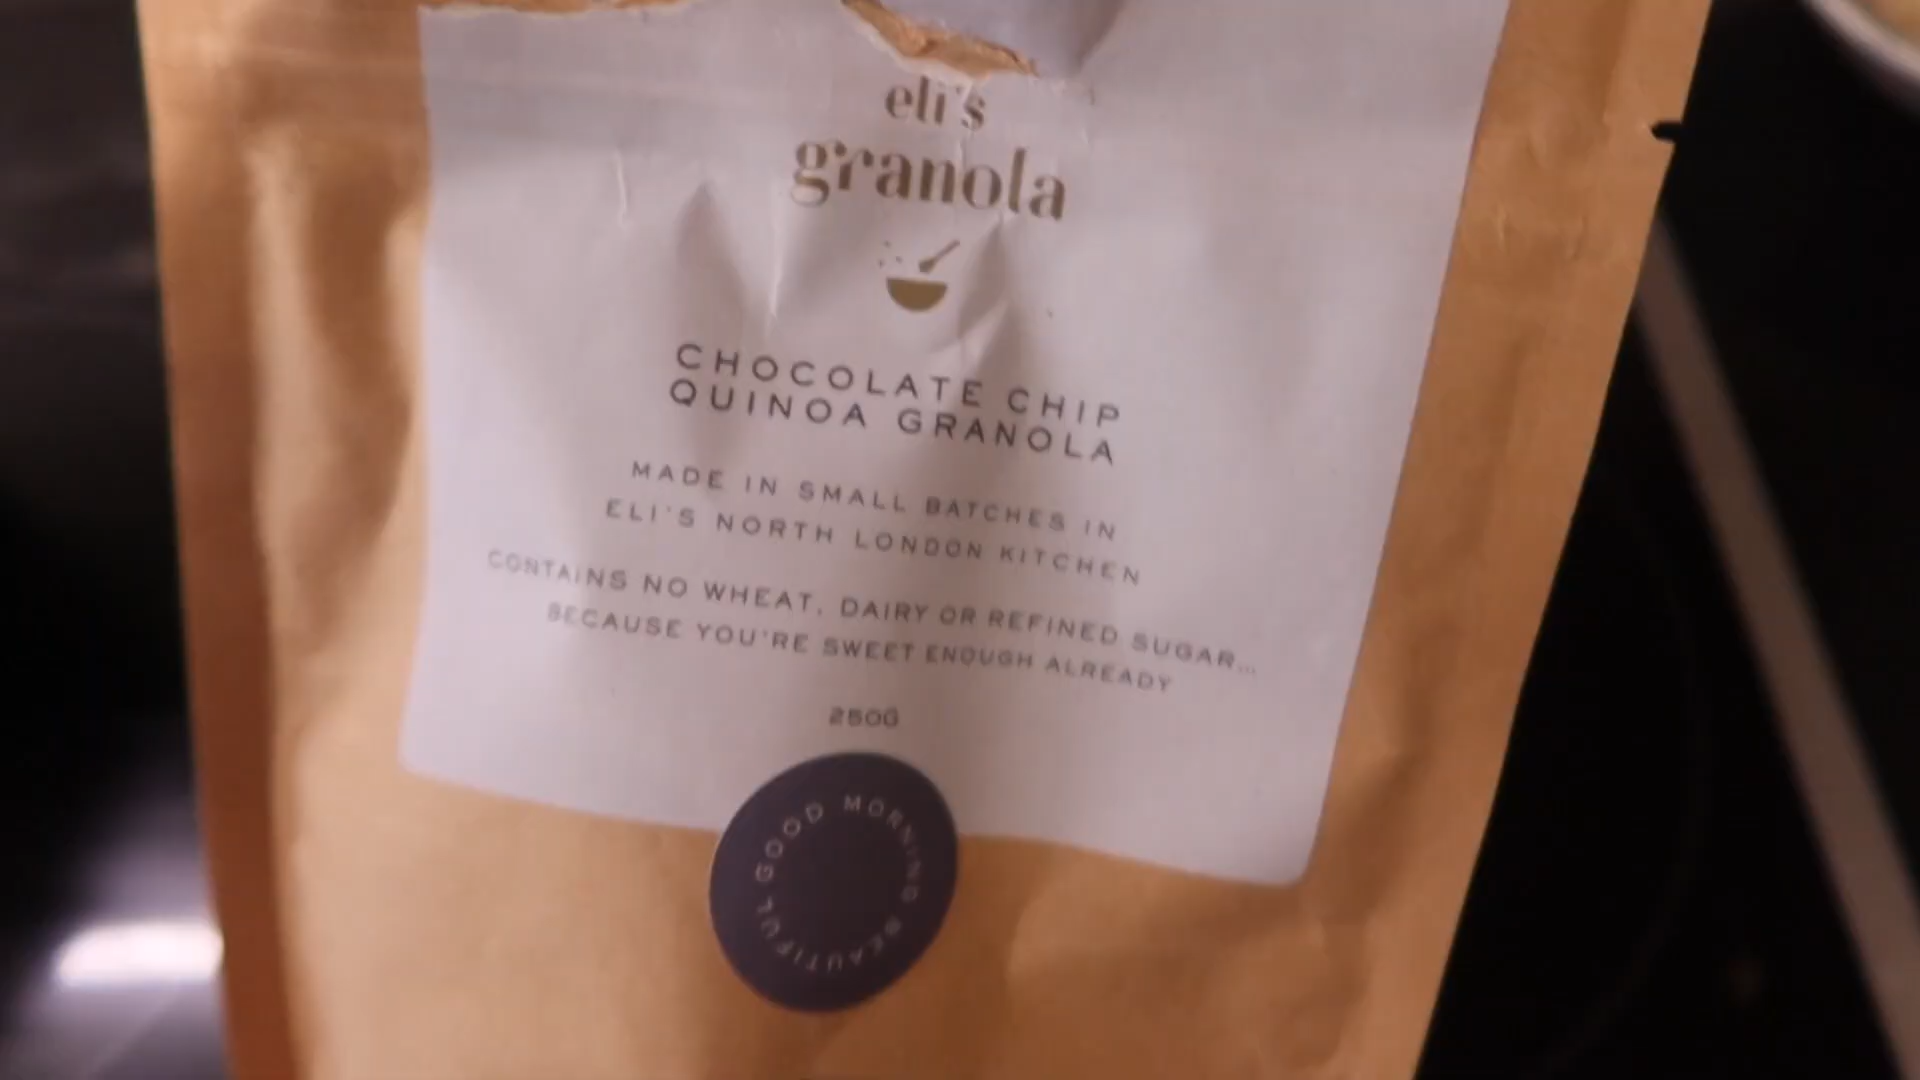 eli's
granola
CHOCOLATE CHIP
QUINOA GRANOLA
MADE IN SMALL BATCHES IN
ELI'S NORTH LONDON KITCHEN
CONTAINS NO WHEAT, DAIRY OR REFINED SUGAR...
BECAUSE YOU'RE SWEET ENOUGH ALREADY
250G
GOOD MORNING BEAUTIFUL